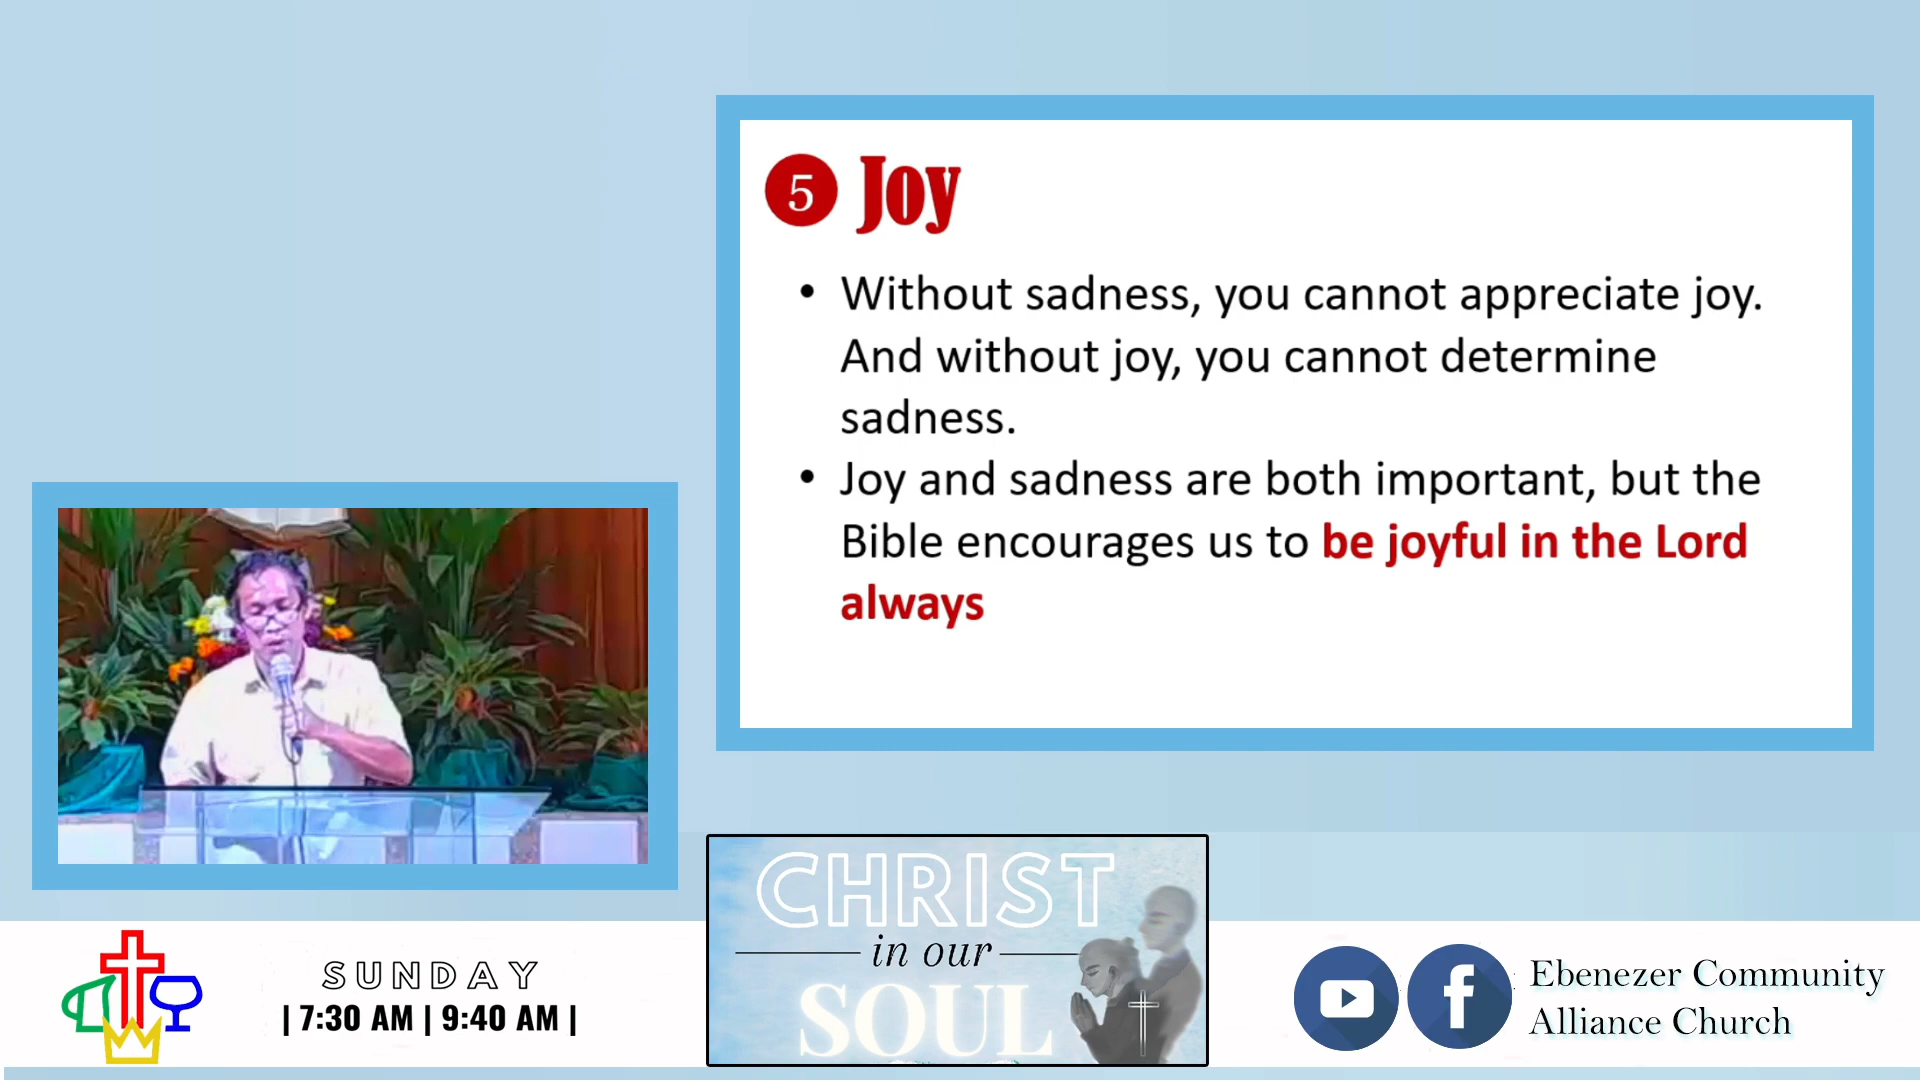 5 Joy
• Without sadness, you cannot appreciate joy.
And without joy, you cannot determine
sadness.
• Joy and sadness are both important, but the
Bible encourages us to be joyful in the Lord
always
SUNDAY
| 7:30 AM | 9:40 AM |
CHRIST
in our
SOUL
f
Ebenezer Community
Alliance Church